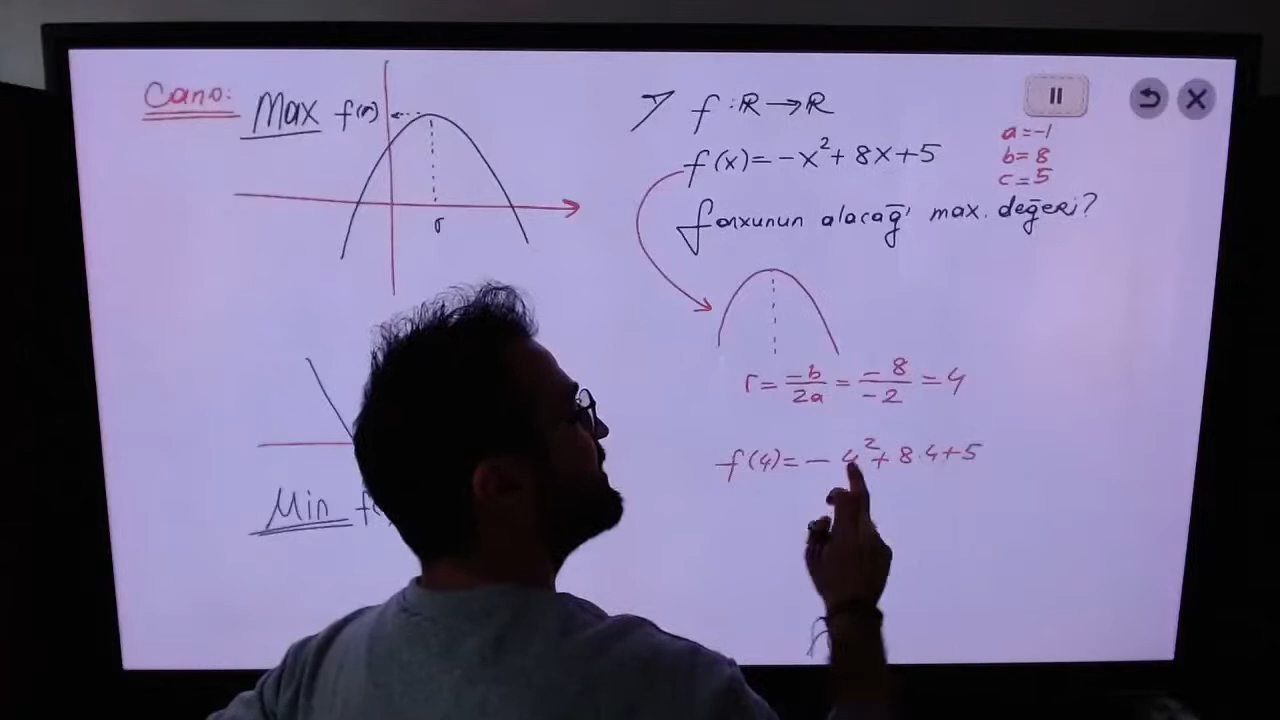 Cano:
Max f(r)
r
Min
f : ℝ → ℝ
f(x) = -x² + 8x + 5
a = -1
b = 8
c = 5
fonxunun alacağı max. değeri?
r = -b/2a = -8/-2 = 4
f(4) = -4² + 8.4 + 5